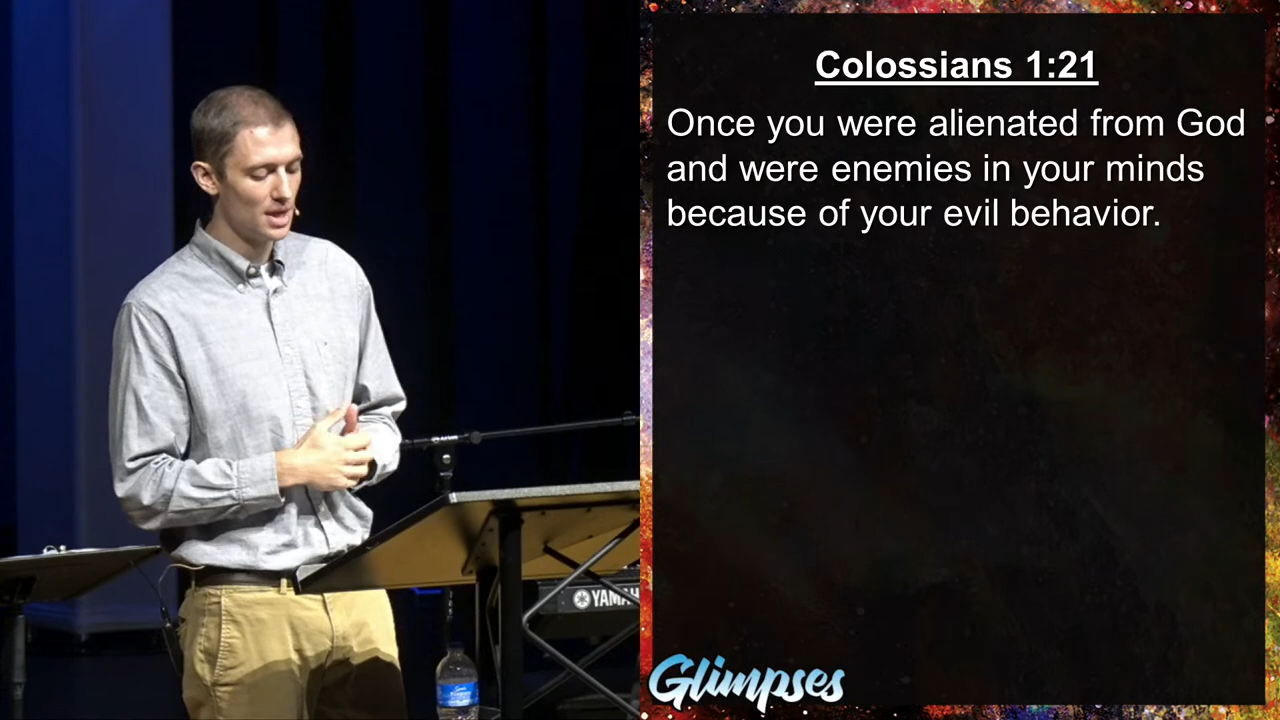 Colossians 1:21
Once you were alienated from God
and were enemies in your minds
because of your evil behavior.
YAMAH
Glimpses